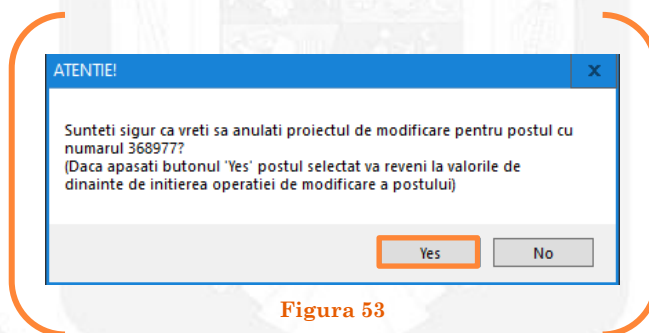 ATENTIE!
x
Sunteti sigur ca vreti sa anulati proiectul de modificare pentru postul cu
numarul 368977?
(Daca apasati butonul 'Yes' postul selectat va reveni la valorile de
dinainte de initierea operatiei de modificare a postului)
Yes No
Figura 53